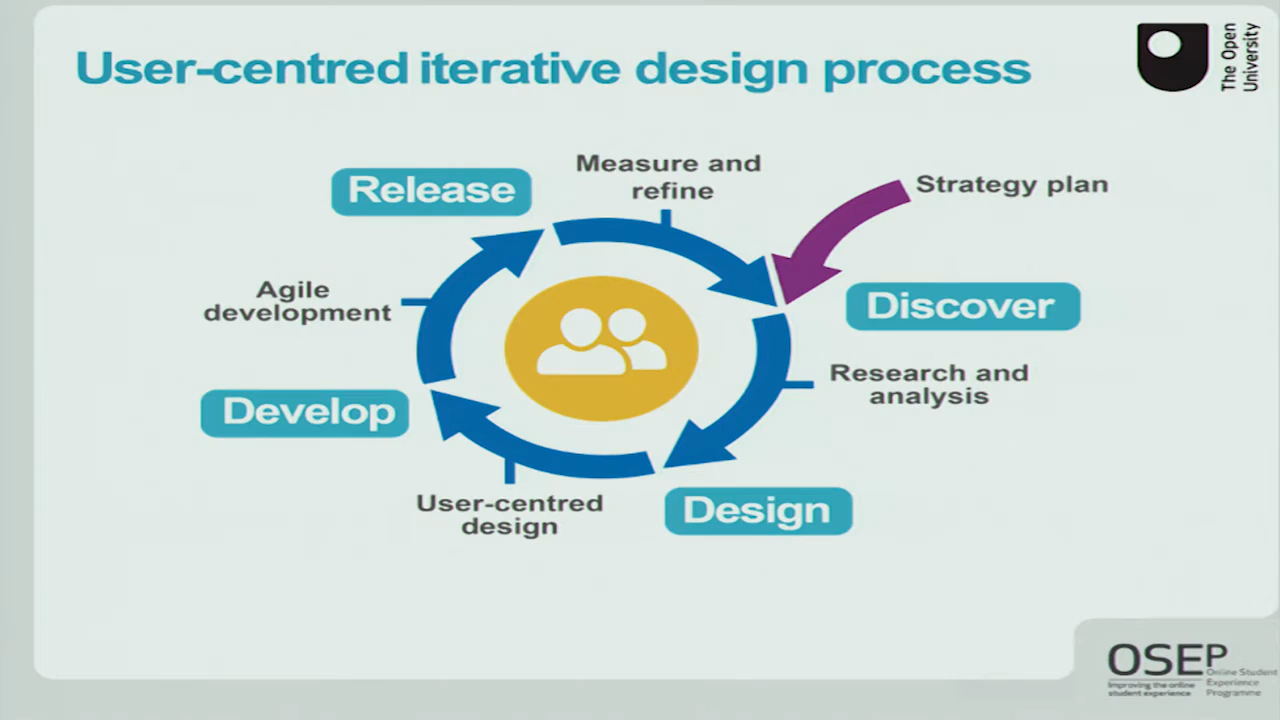 User-centred iterative design process
The Open
University
Measure and
refine
Strategy plan
Release
Discover
Agile
development
Research and
analysis
Develop
User-centred
design
Design
OSEP
Improving the online
student experience
Online Student
Experience
Programme